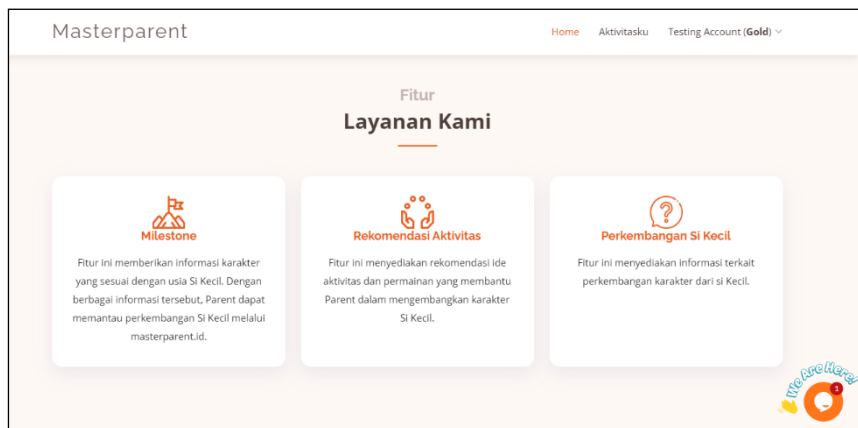 Masterparent
Home Aktivitasku Testing Account (Gold)
Fitur
Layanan Kami
Milestone
Fitur ini memberikan informasi karakter
yang sesuai dengan usia Si Kecil. Dengan
berbagai informasi tersebut, Parent dapat
memantau perkembangan Si Kecil melalui
masterparent.id.
Rekomendasi Aktivitas
Fitur ini menyediakan rekomendasi ide
aktivitas dan permainan yang membantu
Parent dalam mengembangkan karakter
Si Kecil.
Perkembangan Si Kecil
Fitur ini menyediakan informasi terkait
perkembangan karakter dari si Kecil.
We Are Here!
1